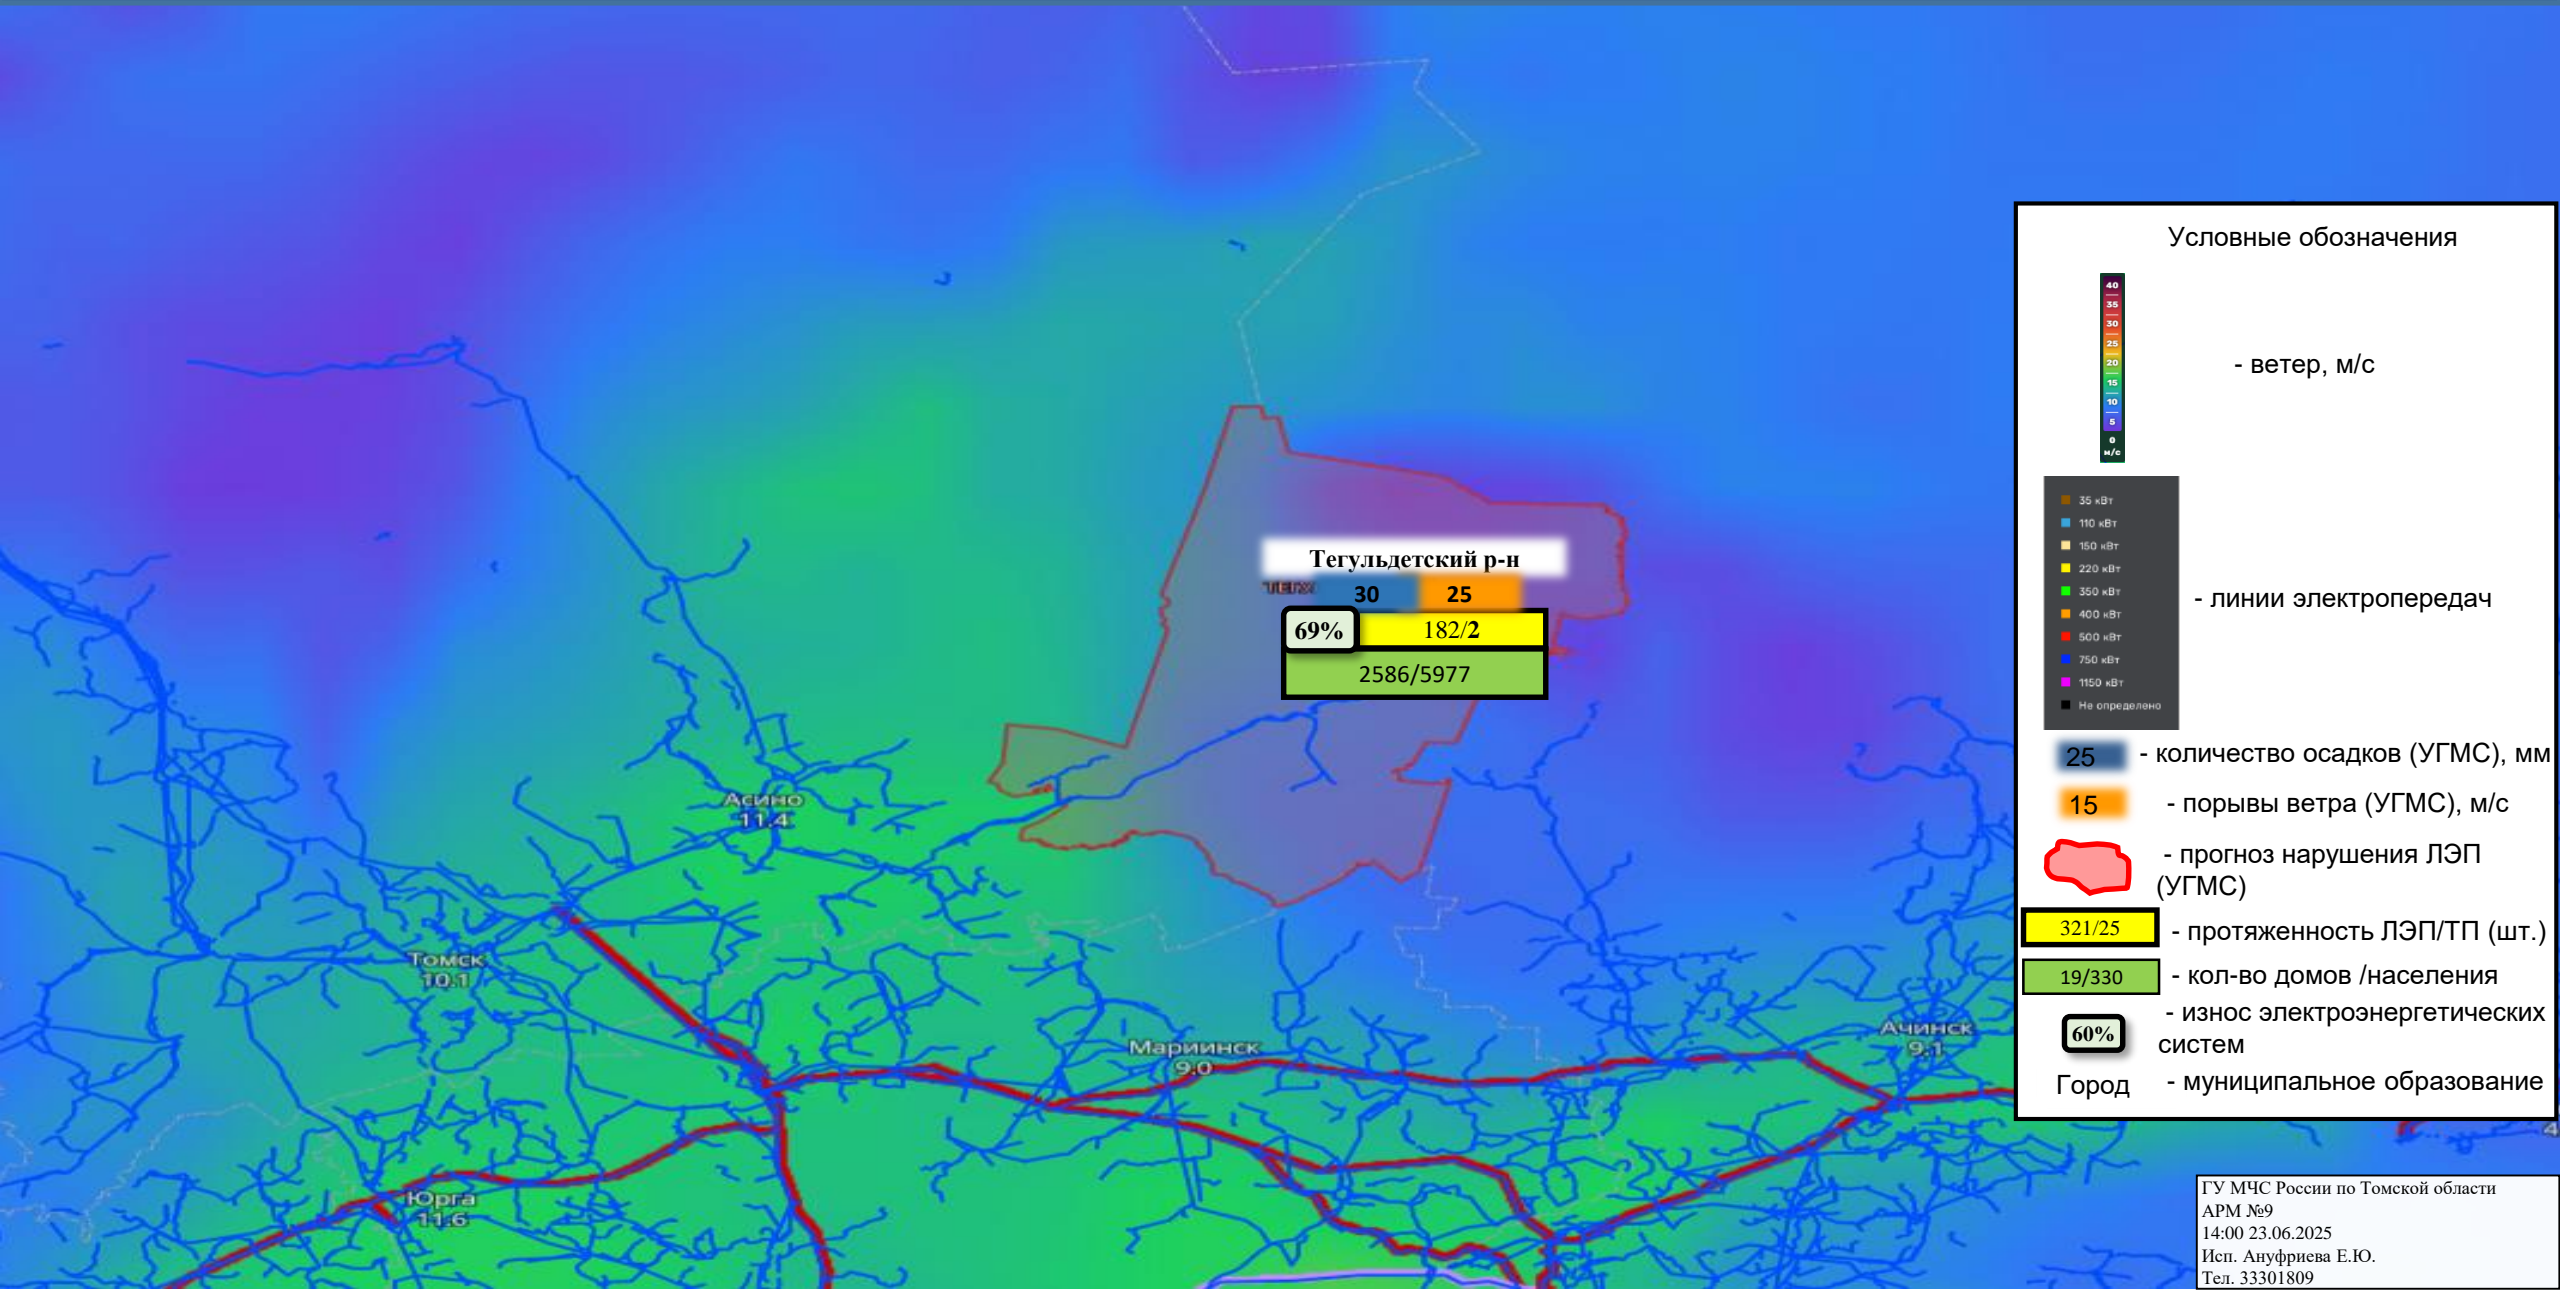 Тегульдетский р-н
30 25
69% 182/2
2586/5977
Асино
11.4
Томск
10.1
Мариинск
9.0
Ачинск
9.1
Юрга
11.6
Условные обозначения
40
35
30
25
20
15
10
5
0
м/с
- ветер, м/с
35 кВт
110 кВт
150 кВт
220 кВт
350 кВт
400 кВт
500 кВт
750 кВт
1150 кВт
Не определено
- линии электропередач
25 - количество осадков (УГМС), мм
15 - порывы ветра (УГМС), м/с
- прогноз нарушения ЛЭП
(УГМС)
321/25 - протяженность ЛЭП/ТП (шт.)
19/330 - кол-во домов /населения
60% - износ электроэнергетических
систем
Город - муниципальное образование
4
ГУ МЧС России по Томской области
АРМ №9
14:00 23.06.2025
Исп. Ануфриева Е.Ю.
Тел. 33301809